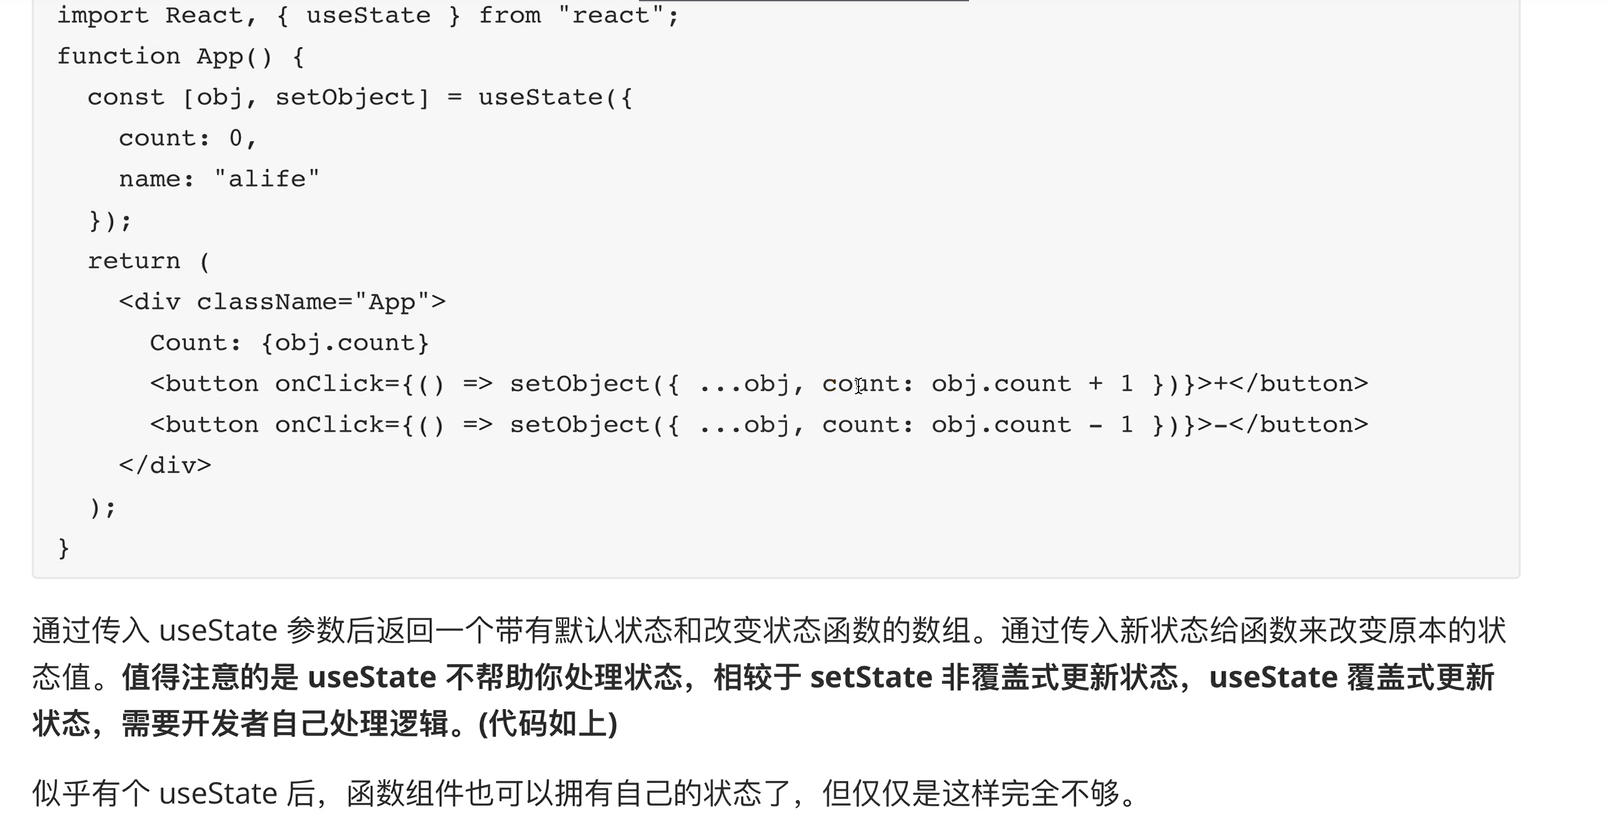 import React, { useState } from "react";
function App() {
  const [obj, setObject] = useState({
    count: 0,
    name: "alife"
  });
  return (
    <div className="App">
      Count: {obj.count}
      <button onClick={() => setObject({ ...obj, count: obj.count + 1 })}>+</button>
      <button onClick={() => setObject({ ...obj, count: obj.count - 1 })}>-</button>
    </div>
  );
}
通过传入 useState 参数后返回一个带有默认状态和改变状态函数的数组。通过传入新状态给函数来改变原本的状
态值。值得注意的是 useState 不帮助你处理状态，相较于 setState 非覆盖式更新状态，useState 覆盖式更新
状态，需要开发者自己处理逻辑。(代码如上)
似乎有个 useState 后，函数组件也可以拥有自己的状态了，但仅仅是这样完全不够。